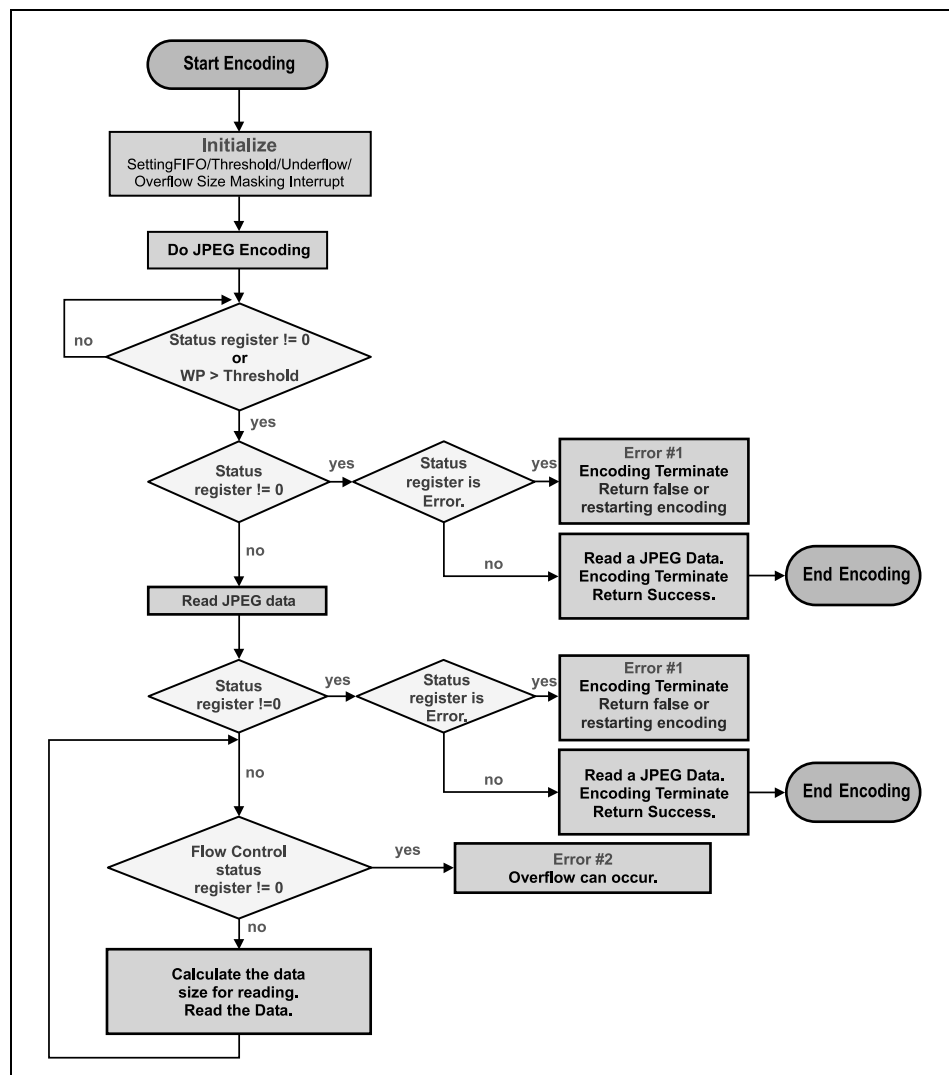 Start Encoding
Initialize
SettingFIFO/Threshold/Underflow/
Overflow Size Masking Interrupt
Do JPEG Encoding
no
Status register != 0
or
WP > Threshold
yes
Status
register != 0
yes
Status
register is
Error.
yes
Error #1
Encoding Terminate
Return false or
restarting encoding
no
no
Read a JPEG Data.
Encoding Terminate
Return Success.
End Encoding
Read JPEG data
Status
register !=0
yes
Status
register is
Error.
yes
Error #1
Encoding Terminate
Return false or
restarting encoding
no
no
Read a JPEG Data.
Encoding Terminate
Return Success.
End Encoding
Flow Control
status
register != 0
yes
Error #2
Overflow can occur.
no
Calculate the data
size for reading.
Read the Data.